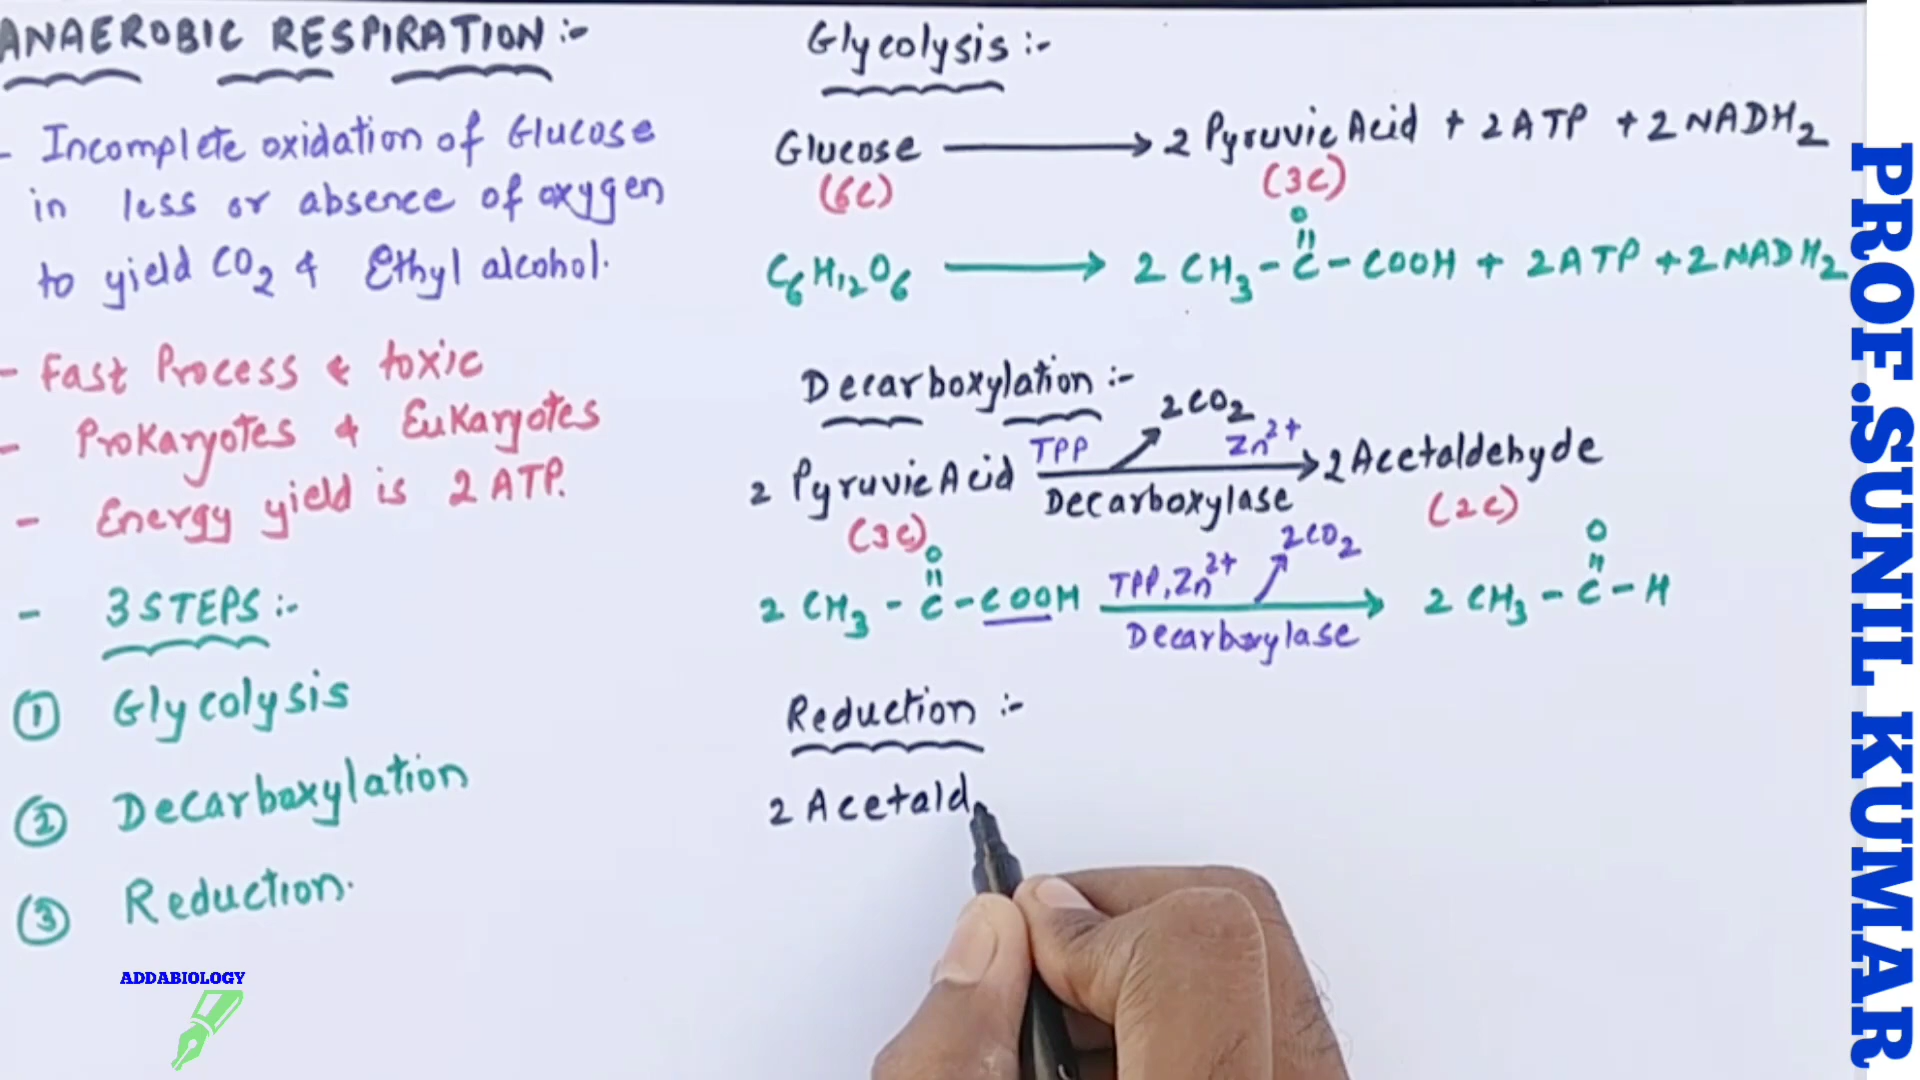 ANAEROBIC RESPIRATION :-
- Incomplete oxidation of Glucose
in less or absence of oxygen
to yield CO2 & Ethyl alcohol.
- Fast Process & toxic
- Prokaryotes & Eukaryotes
- Energy yield is 2 ATP.
- 3 STEPS :-
① Glycolysis
② Decarboxylation
③ Reduction.
ADDABIOLOGY
Glycolysis :-
Glucose → 2 Pyruvic Acid + 2 ATP + 2 NADH2
(6C) (3C)
O
||
C6H12O6 → 2 CH3 - C - COOH + 2 ATP + 2 NADH2
Decarboxylation :-
2CO2
TPP Zn2+
2 Pyruvic Acid → 2 Acetaldehyde
Decarboxylase
(3C) (2C)
O 2CO2 O
|| TPP, Zn2+ ||
2 CH3 - C - COOH → 2 CH3 - C - H
Decarboxylase
Reduction :-
2 Acetald
PROF.SUNIL KUMAR